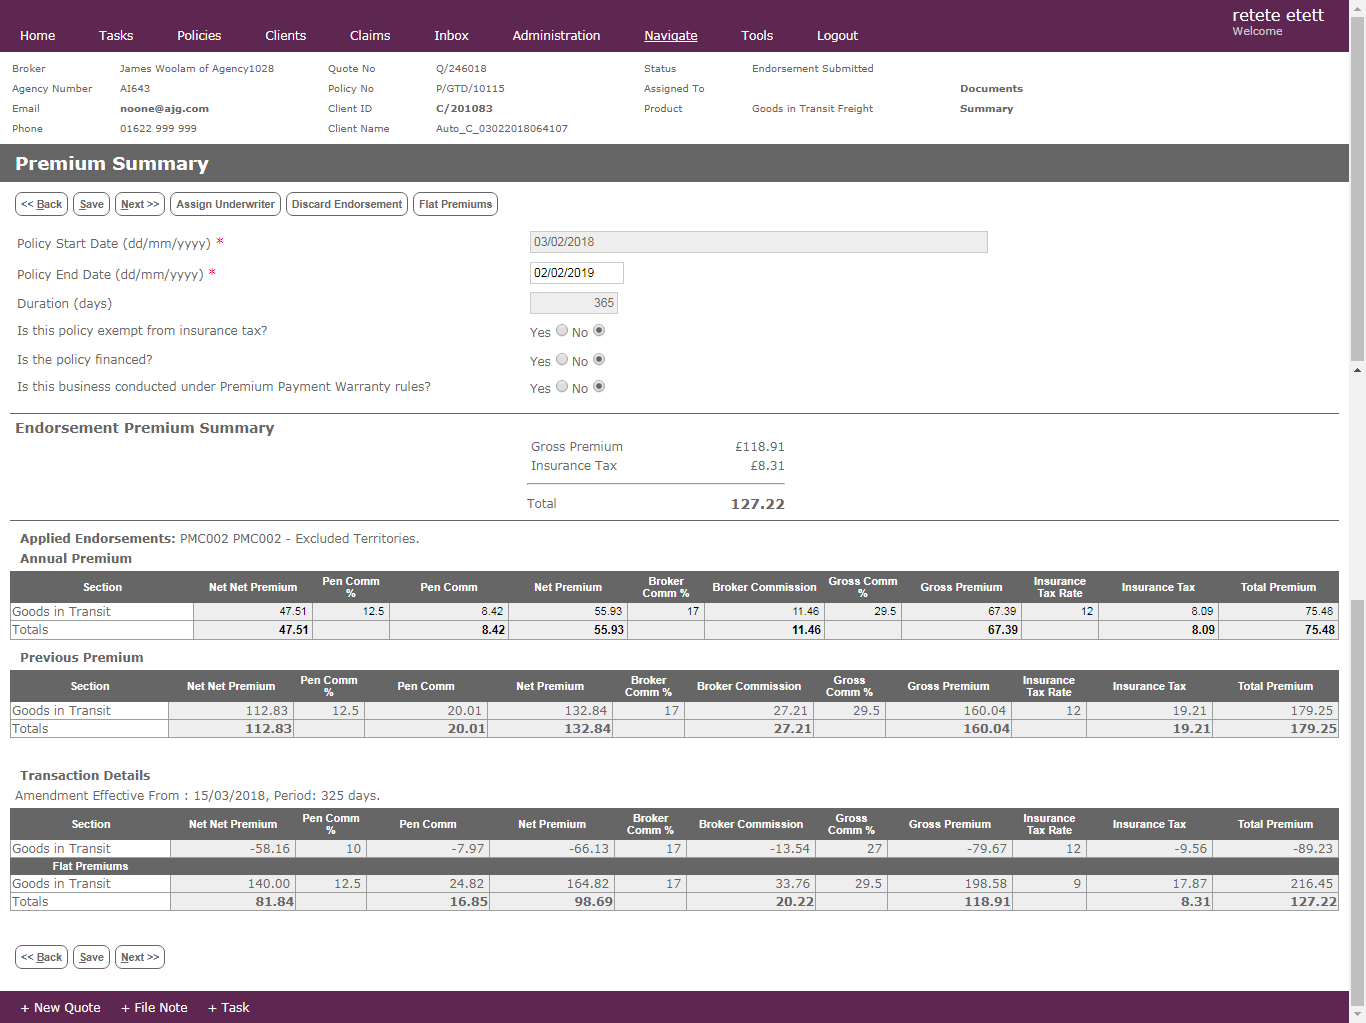 retete etett
Welcome
Home Tasks Policies Clients Claims Inbox Administration Navigate Tools Logout
Broker James Woolam of Agency1028 Quote No Q/246018 Status Endorsement Submitted
Agency Number AI643 Policy No P/GTD/10115 Assigned To Documents
Email noone@ajg.com Client ID C/201083 Product Goods in Transit Freight Summary
Phone 01622 999 999 Client Name Auto_C_03022018064107
Premium Summary
<< Back Save Next >> Assign Underwriter Discard Endorsement Flat Premiums
Policy Start Date (dd/mm/yyyy) * 03/02/2018
Policy End Date (dd/mm/yyyy) * 02/02/2019
Duration (days) 365
Is this policy exempt from insurance tax? Yes No
Is the policy financed? Yes No
Is this business conducted under Premium Payment Warranty rules? Yes No
Endorsement Premium Summary
Gross Premium £118.91
Insurance Tax £8.31
Total 127.22
Applied Endorsements: PMC002 PMC002 - Excluded Territories.
Annual Premium
Section Net Net Premium Pen Comm % Pen Comm Net Premium Broker Comm % Broker Commission Gross Comm % Gross Premium Insurance Tax Rate Insurance Tax Total Premium
Goods in Transit 47.51 12.5 8.42 55.93 17 11.46 29.5 67.39 12 8.09 75.48
Totals 47.51 8.42 55.93 11.46 67.39 8.09 75.48
Previous Premium
Section Net Net Premium Pen Comm % Pen Comm Net Premium Broker Comm % Broker Commission Gross Comm % Gross Premium Insurance Tax Rate Insurance Tax Total Premium
Goods in Transit 112.83 12.5 20.01 132.84 17 27.21 29.5 160.04 12 19.21 179.25
Totals 112.83 20.01 132.84 27.21 160.04 19.21 179.25
Transaction Details
Amendment Effective From : 15/03/2018, Period: 325 days.
Section Net Net Premium Pen Comm % Pen Comm Net Premium Broker Comm % Broker Commission Gross Comm % Gross Premium Insurance Tax Rate Insurance Tax Total Premium
Goods in Transit -58.16 10 -7.97 -66.13 17 -13.54 27 -79.67 12 -9.56 -89.23
Flat Premiums
Goods in Transit 140.00 12.5 24.82 164.82 17 33.76 29.5 198.58 9 17.87 216.45
Totals 81.84 16.85 98.69 20.22 118.91 8.31 127.22
<< Back Save Next >>
+ New Quote + File Note + Task